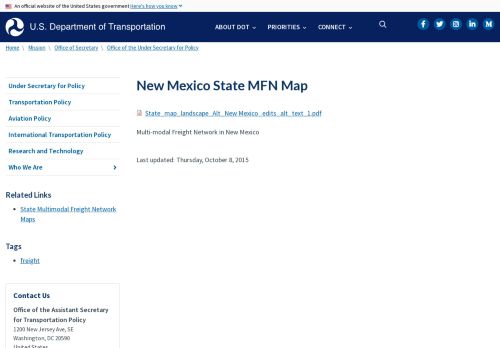 An official website of the United States government Here's how you know
U.S. Department of Transportation
ABOUT DOT
PRIORITIES
CONNECT
Home \ Mission \ Office of Secretary \ Office of the Under Secretary for Policy
Under Secretary for Policy
Transportation Policy
Aviation Policy
International Transportation Policy
Research and Technology
Who We Are
Related Links
State Multimodal Freight Network
Maps
Tags
freight
Contact Us
Office of the Assistant Secretary
for Transportation Policy
1200 New Jersey Ave, SE
Washington, DC 20590
United States
New Mexico State MFN Map
State_map_landscape_Alt_New Mexico_edits_alt_text_1.pdf
Multi-modal Freight Network in New Mexico
Last updated: Thursday, October 8, 2015